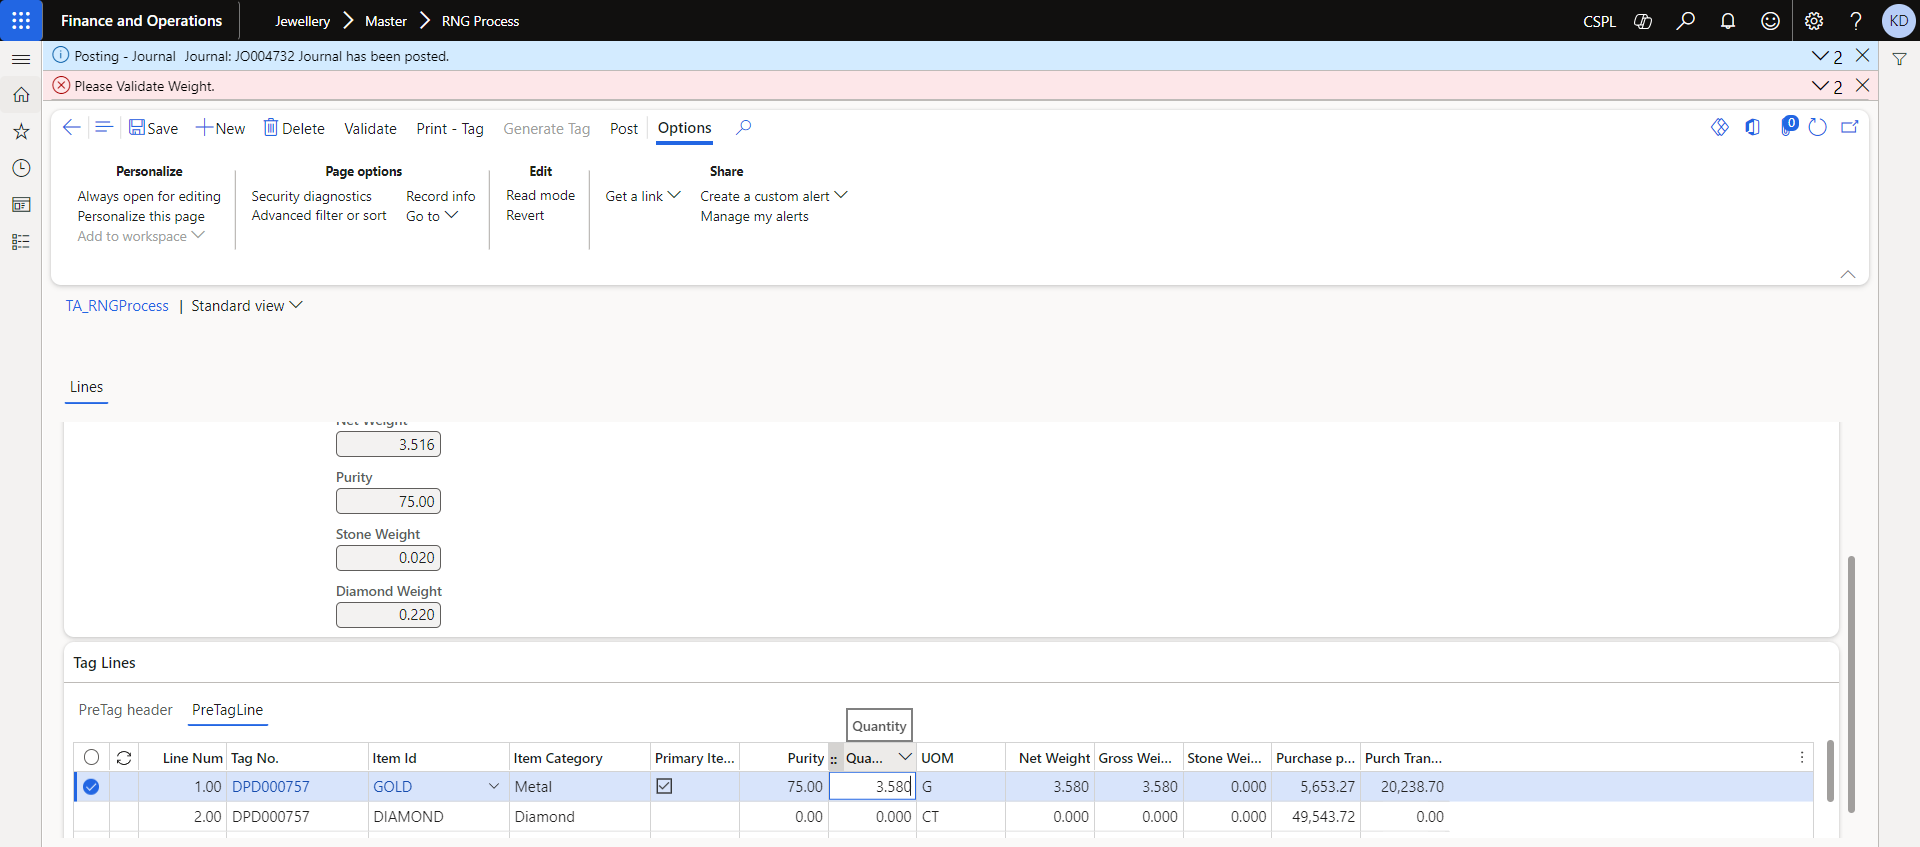 Finance and Operations
Jewellery
Master
RNG Process
CSPL
KD
Posting - Journal Journal: JO004732 Journal has been posted.
2
Please Validate Weight.
2
Save
New
Delete
Validate
Print - Tag
Generate Tag
Post
Options
0
Personalize
Always open for editing
Personalize this page
Add to workspace
Page options
Security diagnostics
Advanced filter or sort
Record info
Go to
Edit
Read mode
Revert
Share
Get a link
Create a custom alert
Manage my alerts
TA_RNGProcess | Standard view
Lines
Net Weight
3.516
Purity
75.00
Stone Weight
0.020
Diamond Weight
0.220
Tag Lines
PreTag header
PreTagLine
Quantity
Line Num Tag No. Item Id Item Category Primary Ite... Purity Qua... UOM Net Weight Gross Wei... Stone Wei... Purchase p... Purch Tran...
1.00 DPD000757 GOLD Metal 75.00 3.580 G 3.580 3.580 0.000 5,653.27 20,238.70
2.00 DPD000757 DIAMOND Diamond 0.00 0.000 CT 0.000 0.000 0.000 49,543.72 0.00